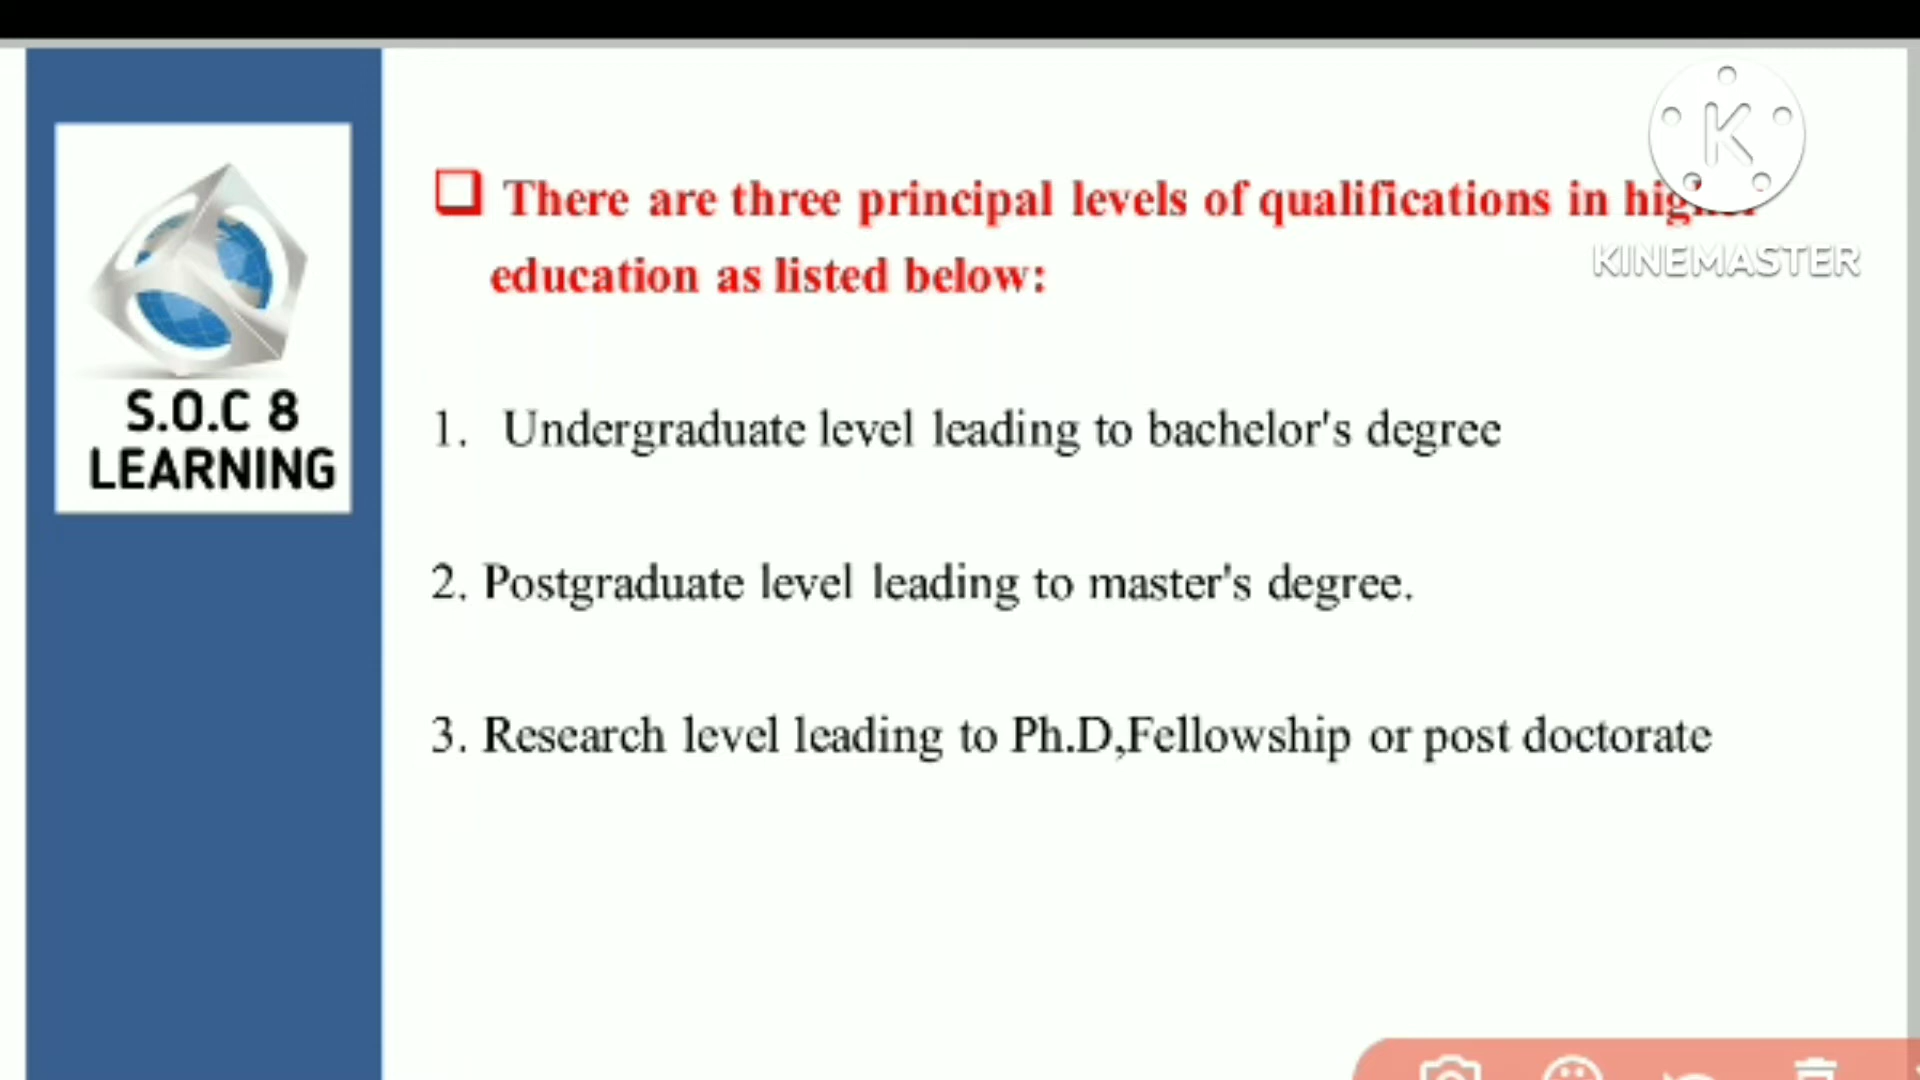 There are three principal levels of qualifications in higher
education as listed below:
1. Undergraduate level leading to bachelor's degree
2. Postgraduate level leading to master's degree.
3. Research level leading to Ph.D,Fellowship or post doctorate
S.O.C 8
LEARNING
K
KINEMASTER